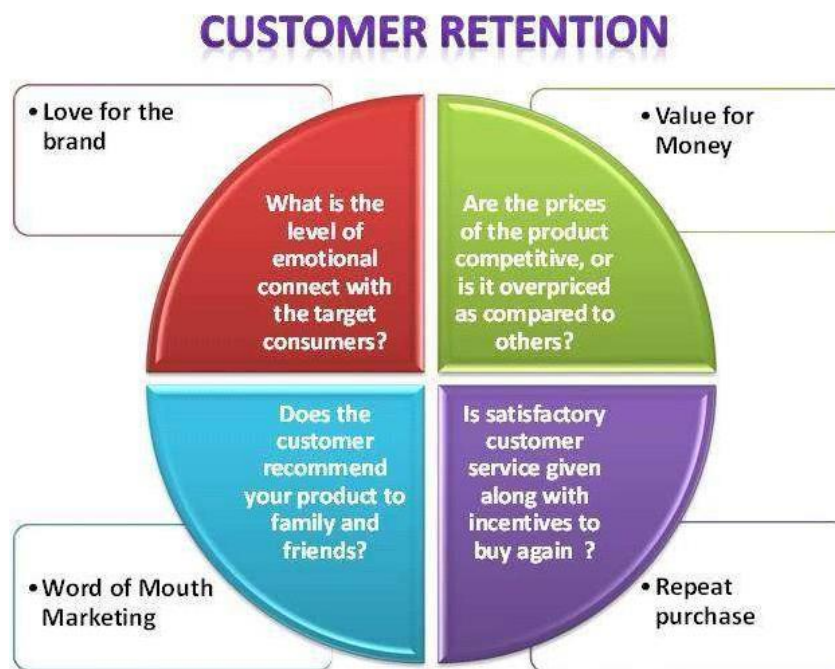 CUSTOMER RETENTION
• Love for the
brand
• Value for
Money
What is the
level of
emotional
connect with
the target
consumers?
Are the prices
of the product
competitive, or
is it overpriced
as compared to
others?
Does the
customer
recommend
your product to
family and
friends?
Is satisfactory
customer
service given
along with
incentives to
buy again ?
• Word of Mouth
Marketing
• Repeat
purchase